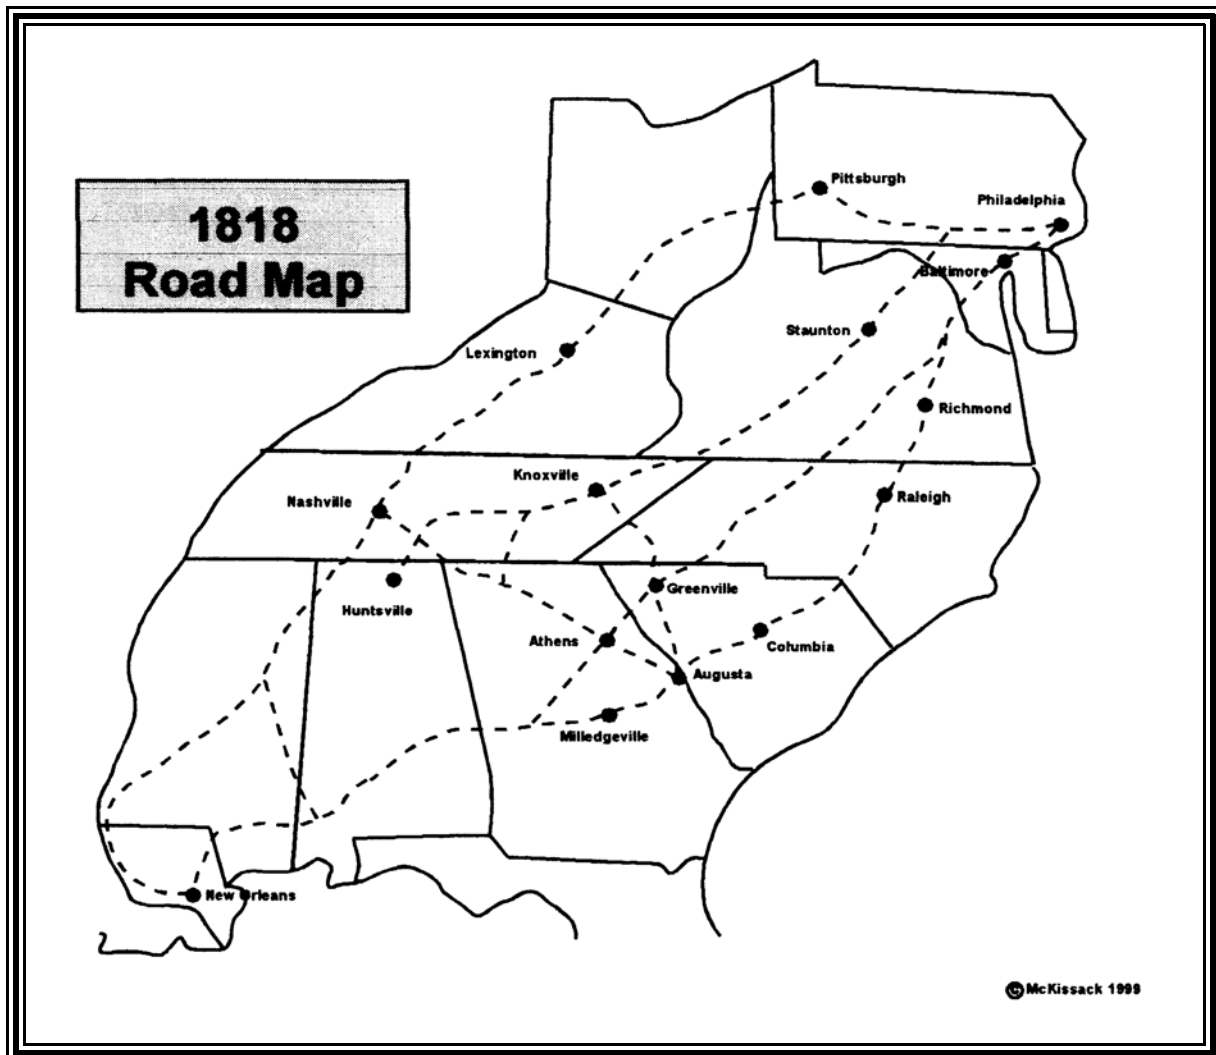 1818
Road Map
Pittsburgh
Philadelphia
Baltimore
Staunton
Lexington
Richmond
Knoxville
Nashville
Raleigh
Greenville
Huntsville
Athens
Columbia
Augusta
Milledgeville
New Orleans
© McKissack 1999